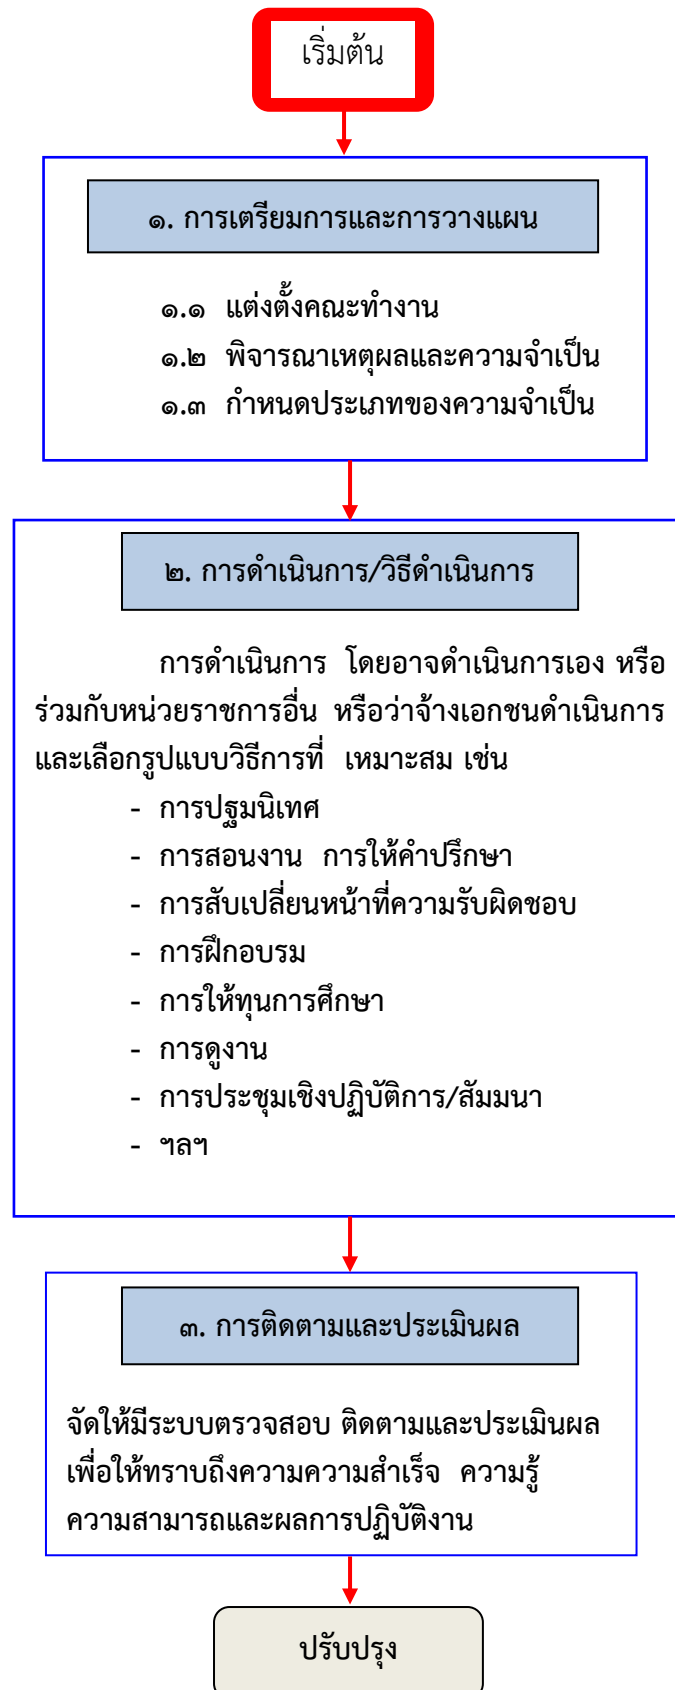 เริ่มต้น
๑. การเตรียมการและการวางแผน
๑.๑ แต่งตั้งคณะทำงาน
๑.๒ พิจารณาเหตุผลและความจำเป็น
๑.๓ กำหนดประเภทของความจำเป็น
๒. การดำเนินการ/วิธีดำเนินการ
การดำเนินการ โดยอาจดำเนินการเอง หรือ
ร่วมกับหน่วยราชการอื่น หรือว่าจ้างเอกชนดำเนินการ
และเลือกรูปแบบวิธีการที่ เหมาะสม เช่น
- การปฐมนิเทศ
- การสอนงาน การให้คำปรึกษา
- การสับเปลี่ยนหน้าที่ความรับผิดชอบ
- การฝึกอบรม
- การให้ทุนการศึกษา
- การดูงาน
- การประชุมเชิงปฏิบัติการ/สัมมนา
- ฯลฯ
๓. การติดตามและประเมินผล
จัดให้มีระบบตรวจสอบ ติดตามและประเมินผล
เพื่อให้ทราบถึงความความสำเร็จ ความรู้
ความสามารถและผลการปฏิบัติงาน
ปรับปรุง